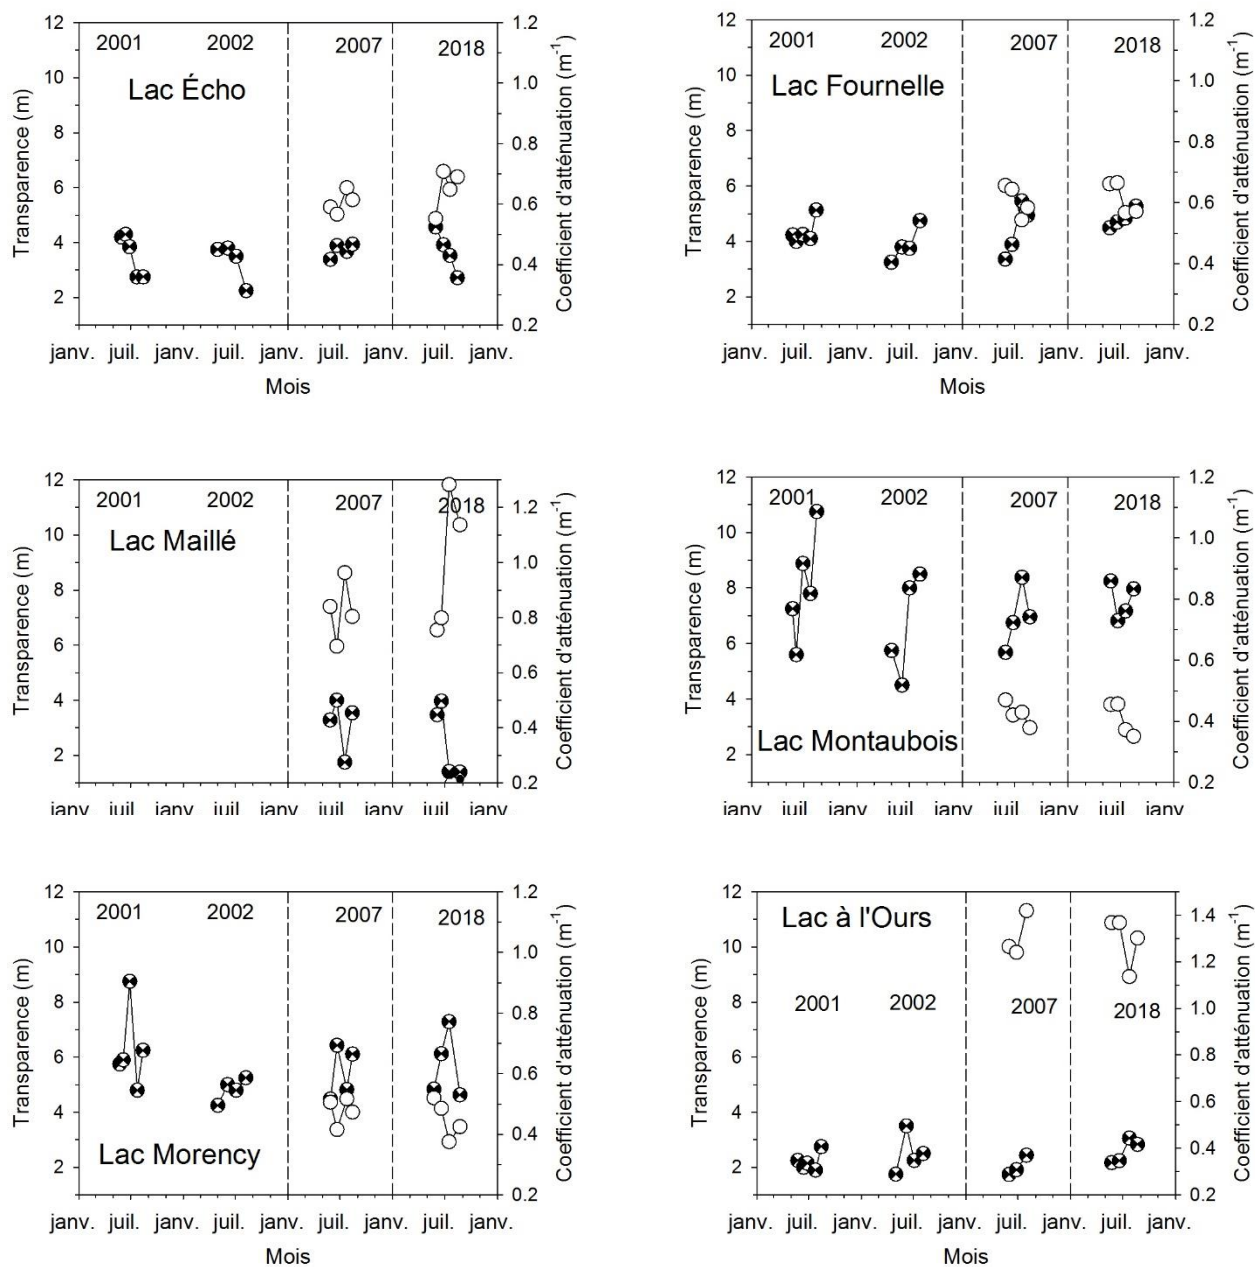 12
10
8
6
4
2
Transparence (m)
2001 2002 2007 2018
Lac Écho
1.2
1.0
0.8
0.6
0.4
0.2
Coefficient d'atténuation (m-1)
janv. juil. janv. juil. janv. juil. janv. juil. janv.
Mois
12
10
8
6
4
2
Transparence (m)
2001 2002 2007 2018
Lac Fournelle
1.2
1.0
0.8
0.6
0.4
0.2
Coefficient d'atténuation (m-1)
janv. juil. janv. juil. janv. juil. janv. juil. janv.
Mois
12
10
8
6
4
2
Transparence (m)
2001 2002 2007 2018
Lac Maillé
1.2
1.0
0.8
0.6
0.4
0.2
Coefficient d'atténuation (m-1)
janv. juil. janv. juil. janv. juil. janv. juil. janv.
12
10
8
6
4
2
Transparence (m)
2001 2002 2007 2018
Lac Montaubois
1.2
1.0
0.8
0.6
0.4
0.2
Coefficient d'atténuation (m-1)
janv. juil. janv. juil. janv. juil. janv. juil. janv.
12
10
8
6
4
2
Transparence (m)
2001 2002 2007 2018
Lac Morency
1.2
1.0
0.8
0.6
0.4
0.2
Coefficient d'atténuation (m-1)
janv. juil. janv. juil. janv. juil. janv. juil. janv.
Mois
12
10
8
6
4
2
Transparence (m)
Lac à l'Ours
2001 2002 2007 2018
1.4
1.2
1.0
0.8
0.6
0.4
0.2
Coefficient d'atténuation (m-1)
janv. juil. janv. juil. janv. juil. janv. juil. janv.
Mois